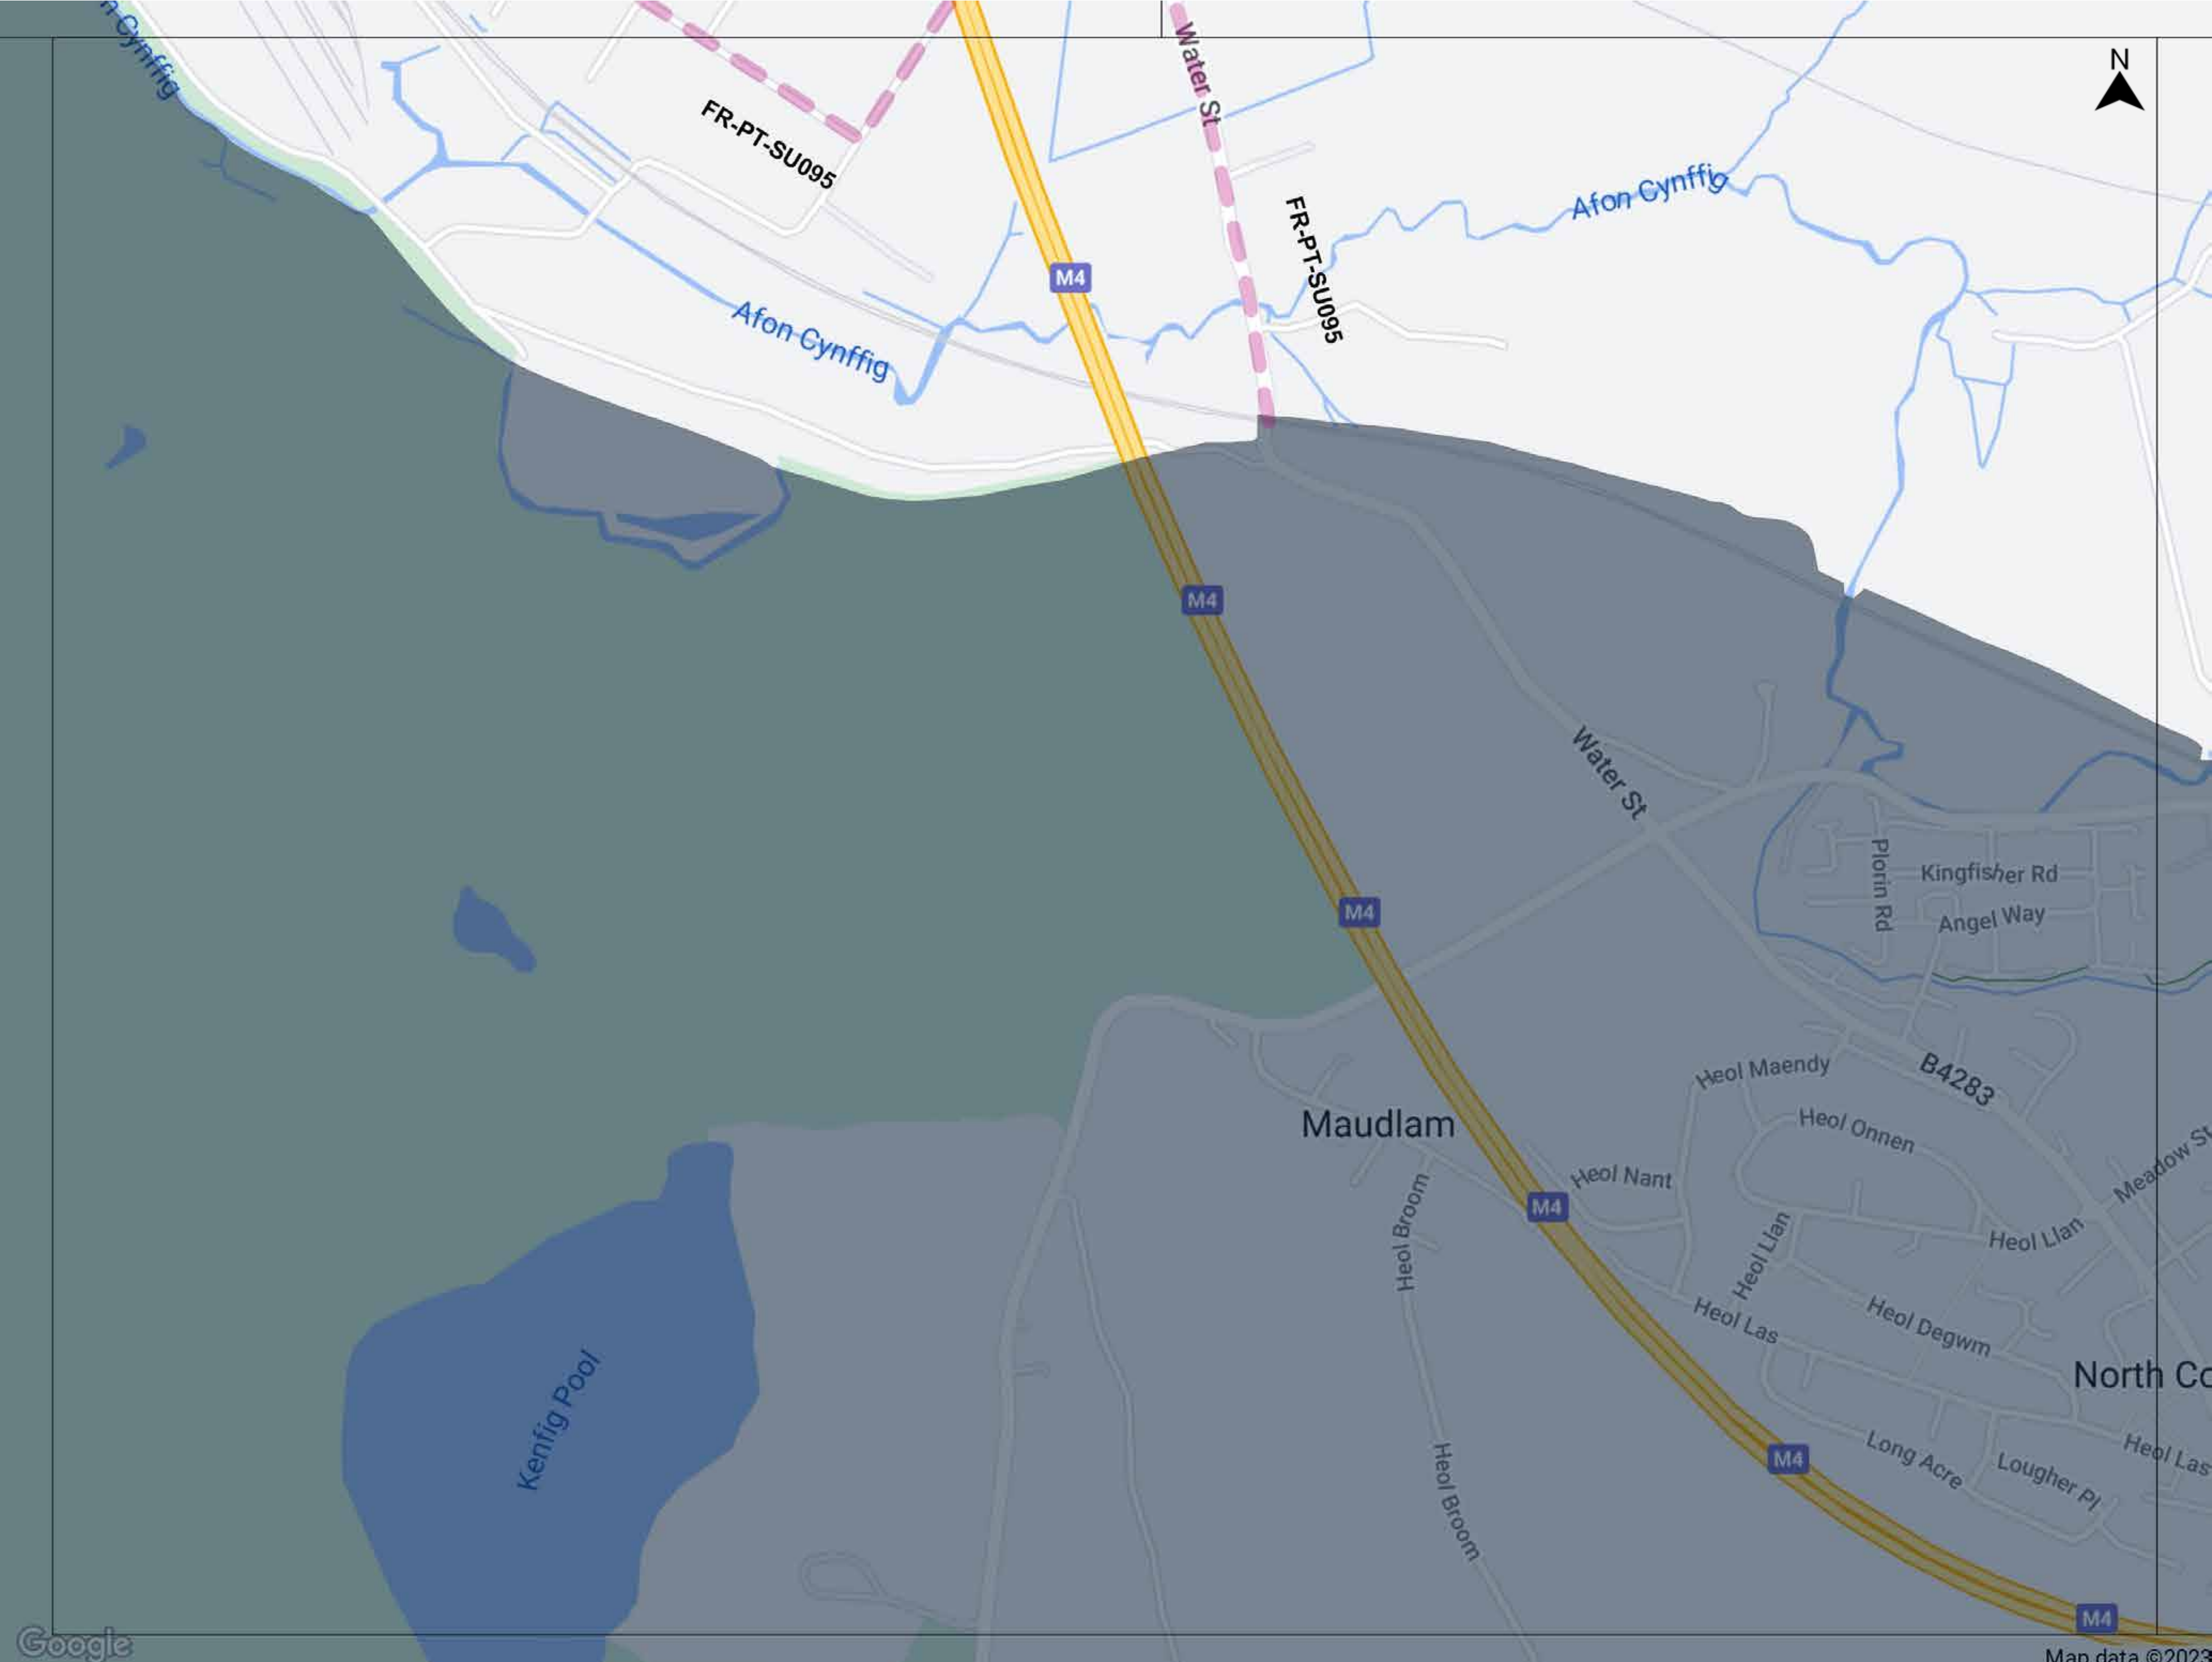 n Cynffig
Water St
N
FR-PT-SU095
Afon Cynffig
FR-PT-SU095
M4
Afon Cynffig
M4
Water St
Plorin Rd
Kingfisher Rd
M4
Angel Way
Heol Maendy
B4283
Maudlam
Heol Onnen
Meadow St
Heol Nant
M4
Heol Broom
Heol Llan
Heol Llan
Heol Las
Heol Degwm
North Co
Kenfig Pool
Long Acre
Heol Las
Lougher Pl
M4
Heol Broom
M4
Google
Map data ©2023